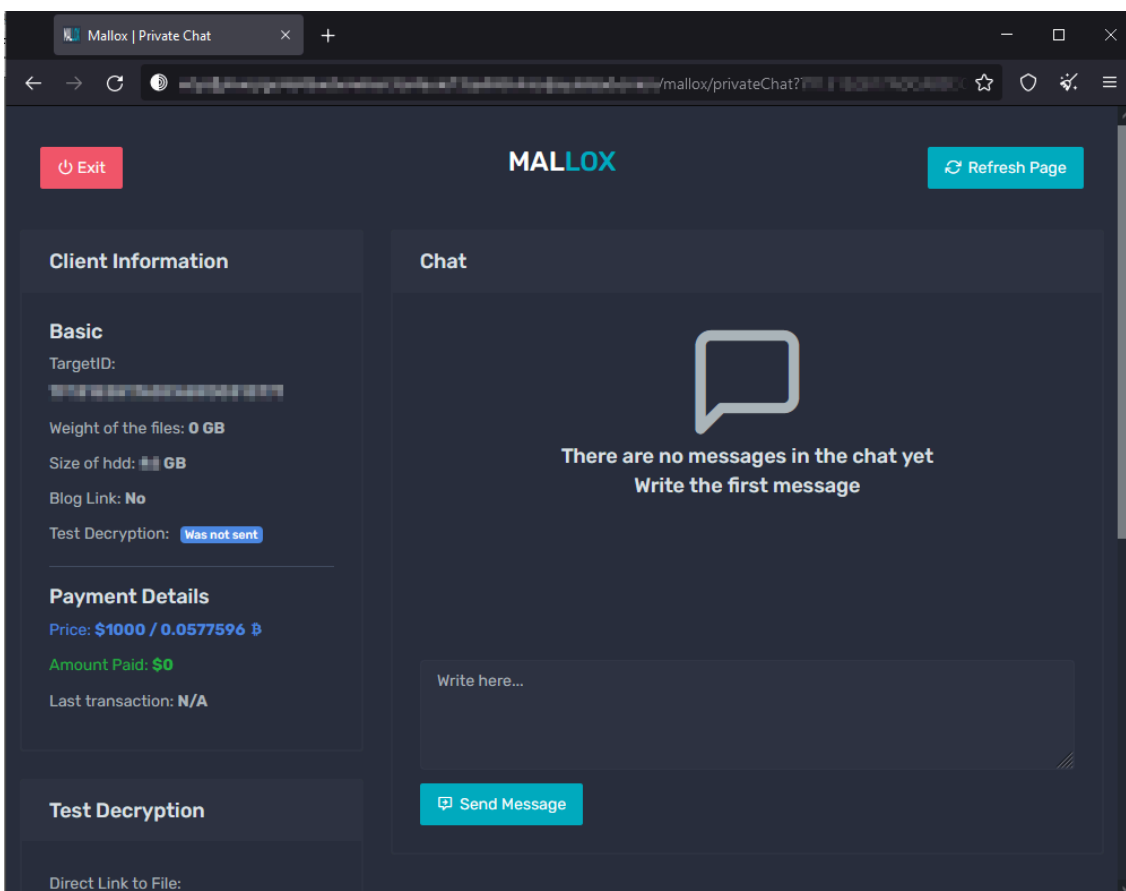 Mallox | Private Chat
/mallox/privateChat?
Exit
MALLOX
Refresh Page
Client Information
Basic
TargetID:
Weight of the files: 0 GB
Size of hdd: GB
Blog Link: No
Test Decryption: Was not sent
Payment Details
Price: $1000 / 0.0577596 ₿
Amount Paid: $0
Last transaction: N/A
Test Decryption
Direct Link to File:
Chat
There are no messages in the chat yet
Write the first message
Write here...
Send Message